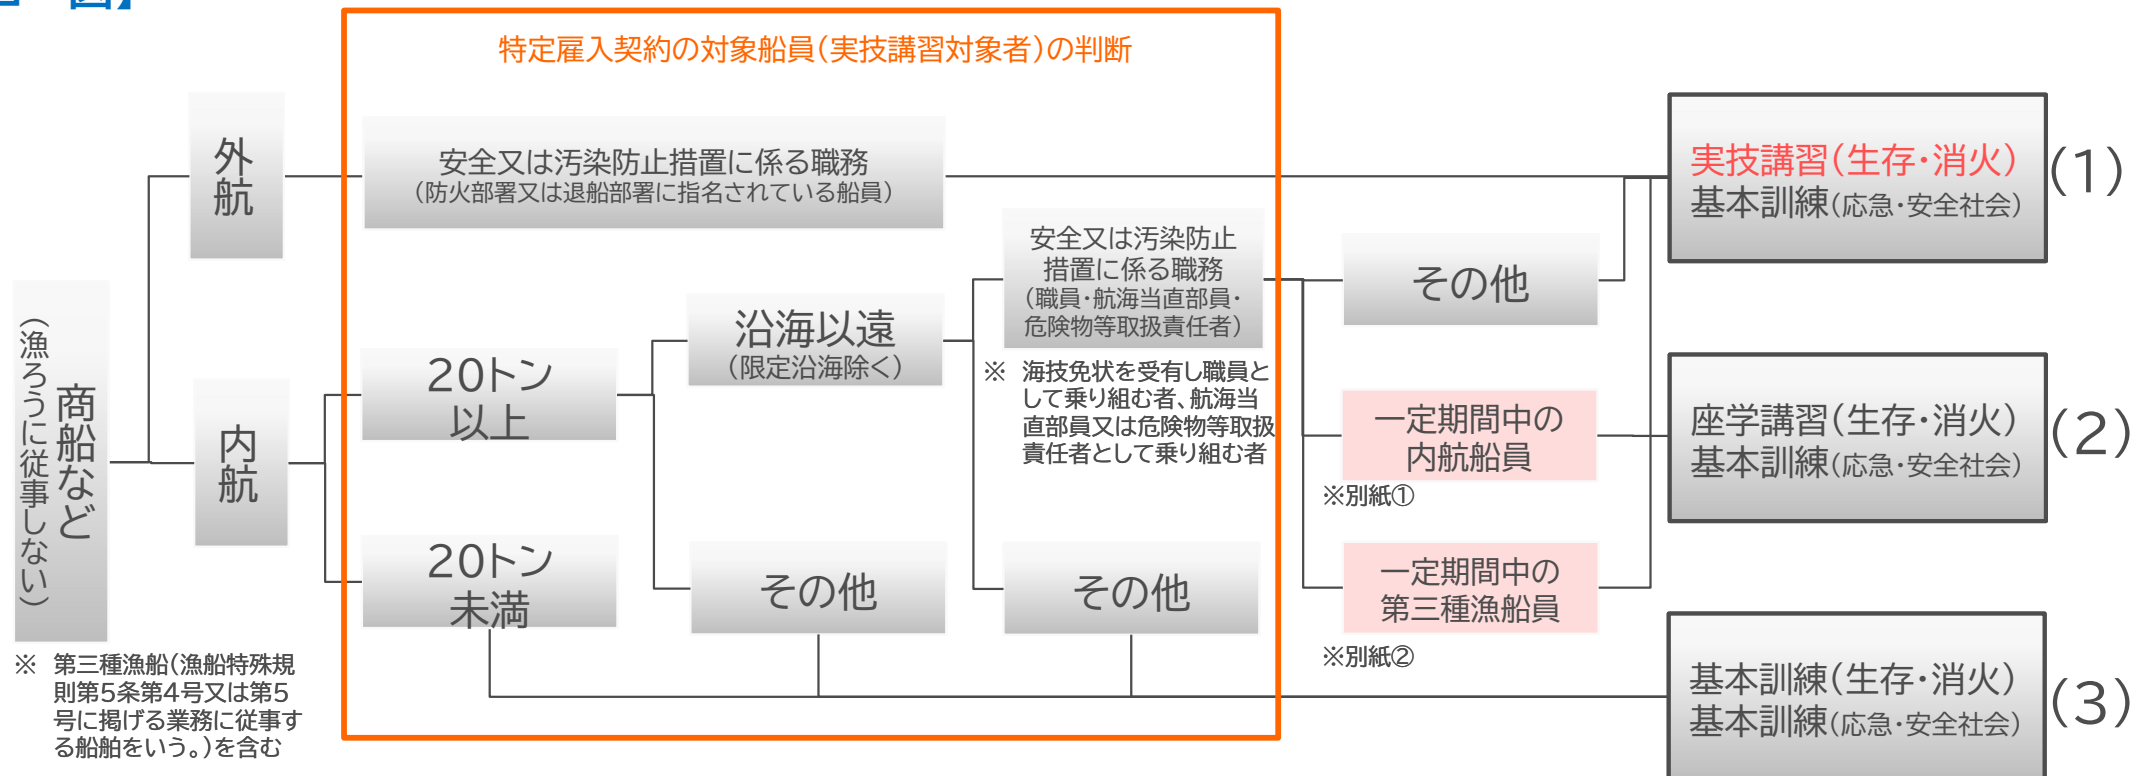 特定雇入契約の対象船員(実技講習対象者)の判断
外航
安全又は汚染防止措置に係る職務
(防火部署又は退船部署に指名されている船員)
実技講習(生存・消火)
基本訓練(応急・安全社会)
(1)
安全又は汚染防止
措置に係る職務
(職員・航海当直部員・
危険物等取扱責任者)
その他
商船など
(漁ろうに従事しない)
沿海以遠
(限定沿海除く)
20トン
以上
※ 海技免状を受有し職員と
して乗り組む者、航海当
直部員又は危険物等取扱
責任者として乗り組む者
内航
一定期間中の
内航船員
※別紙①
座学講習(生存・消火)
基本訓練(応急・安全社会)
(2)
20トン
未満
その他
その他
一定期間中の
第三種漁船員
※別紙②
※ 第三種漁船(漁船特殊規
則第5条第4号又は第5
号に掲げる業務に従事す
る船舶をいう。)を含む
基本訓練(生存・消火)
基本訓練(応急・安全社会)
(3)